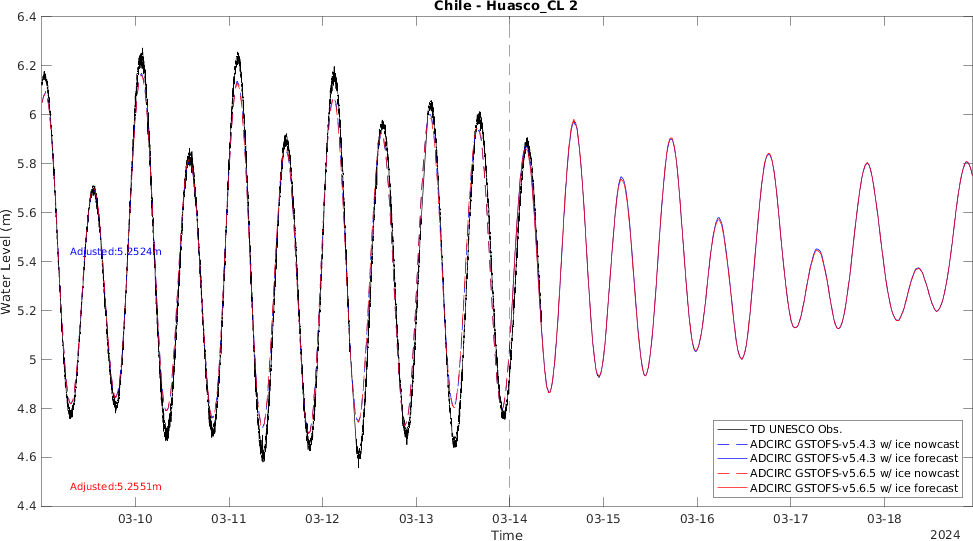 Chile - Huasco_CL 2
6.4
6.2
6
5.8
5.6
5.4
5.2
5
4.8
4.6
4.4
Water Level (m)
Adjusted:5.2524m
Adjusted:5.2551m
TD UNESCO Obs.
ADCIRC GSTOFS-v5.4.3 w/ ice nowcast
ADCIRC GSTOFS-v5.4.3 w/ ice forecast
ADCIRC GSTOFS-v5.6.5 w/ ice nowcast
ADCIRC GSTOFS-v5.6.5 w/ ice forecast
03-10 03-11 03-12 03-13 03-14 03-15 03-16 03-17 03-18
Time
2024